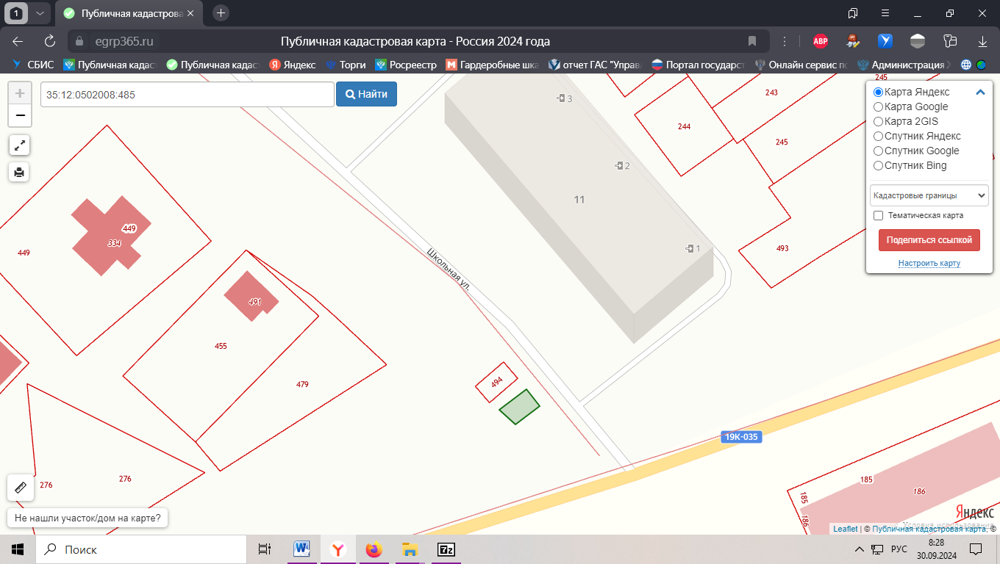 1
Публичная кадастрова
egrp365.ru
Публичная кадастровая карта - Россия 2024 года
ABP
СБИС
Публичная кадаст
Публичная кадаст
Яндекс
Торги
Росреестр
Гардеробные шка
отчет ГАС "Управл
Портал государст
Онлайн сервис по
Администрация
+
−
35:12:0502008:485
Найти
Карта Яндекс
Карта Google
Карта 2GIS
Спутник Яндекс
Спутник Google
Спутник Bing
Кадастровые границы
Тематическая карта
Поделиться ссылкой
Настроить карту
3
2
11
1
245
243
244
245
493
449
449
334
Школьная ул.
491
455
479
494
19К-035
276
276
185
185
186
186
Не нашли участок/дом на карте?
Яндекс
Условия использования
Leaflet | © Публичная кадастровая карта, ©
Поиск
W
Y
7z
РУС
8:28
30.09.2024